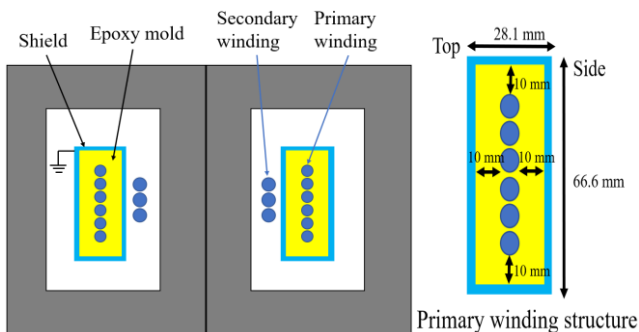 Shield
Epoxy mold
Secondary
winding
Primary
winding
28.1 mm
Top
Side
10 mm
10 mm
10 mm
66.6 mm
10 mm
Primary winding structure